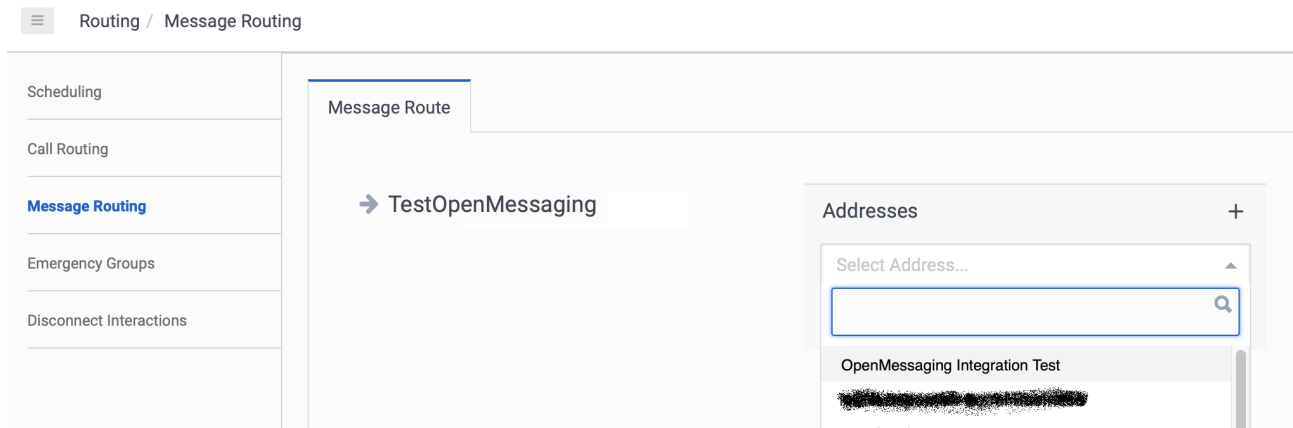 Routing / Message Routing
Scheduling
Call Routing
Message Routing
Emergency Groups
Disconnect Interactions
Message Route
TestOpenMessaging
Addresses
Select Address...
OpenMessaging Integration Test